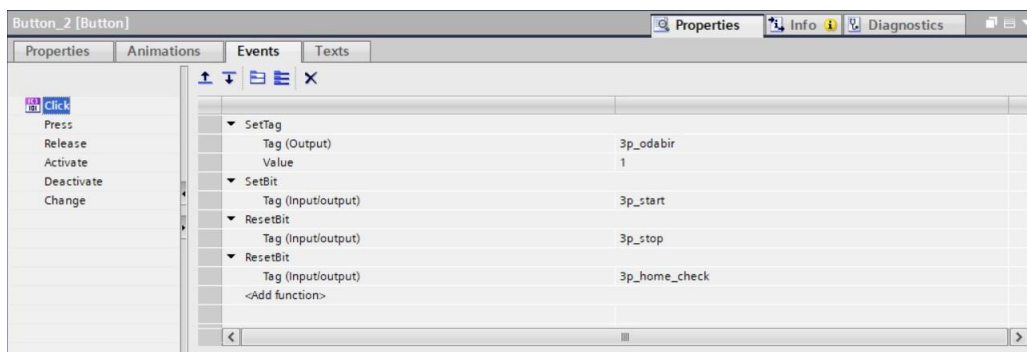 Button_2 [Button]
Properties Info Diagnostics
Properties Animations Events Texts
Click
Press
Release
Activate
Deactivate
Change
SetTag
Tag (Output) 3p_odabir
Value 1
SetBit
Tag (Input/output) 3p_start
ResetBit
Tag (Input/output) 3p_stop
ResetBit
Tag (Input/output) 3p_home_check
<Add function>